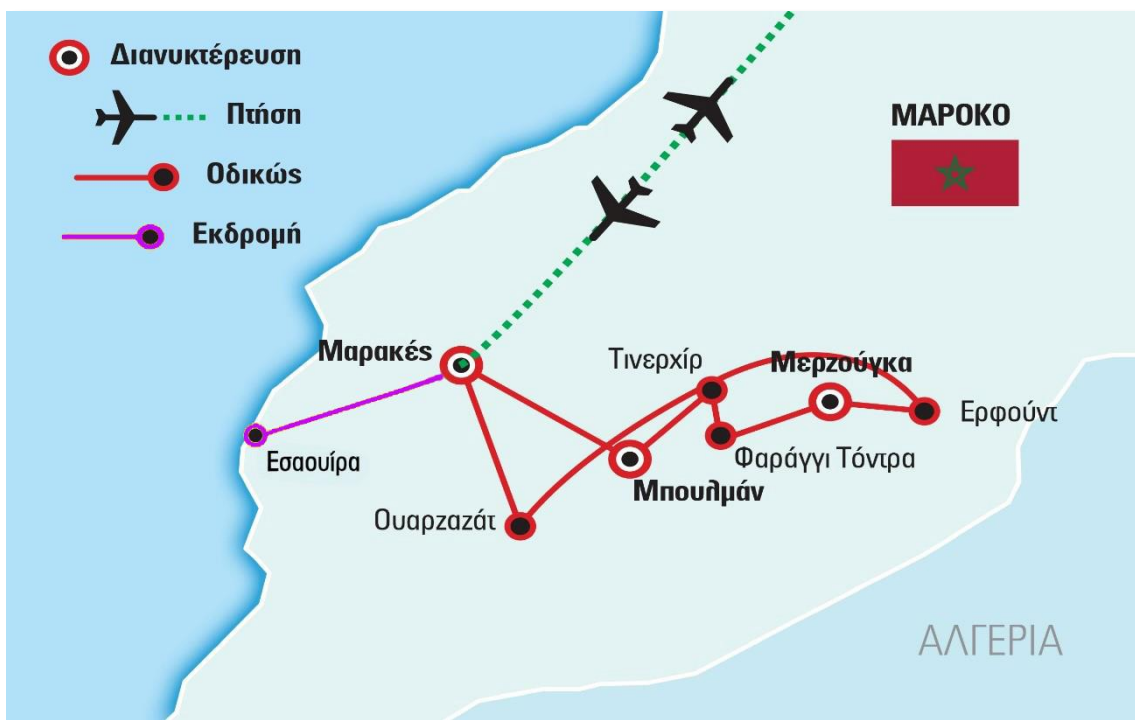 Διανυκτέρευση
Πτήση
Οδικώς
Εκδρομή
ΜΑΡΟΚΟ
Μαρακές
Τινερχίρ
Μερζούγκα
Ερφούντ
Εσαουίρα
Φαράγγι Τόντρα
Μπουλμάν
Ουαρζαζάτ
ΑΛΓΕΡΙΑ